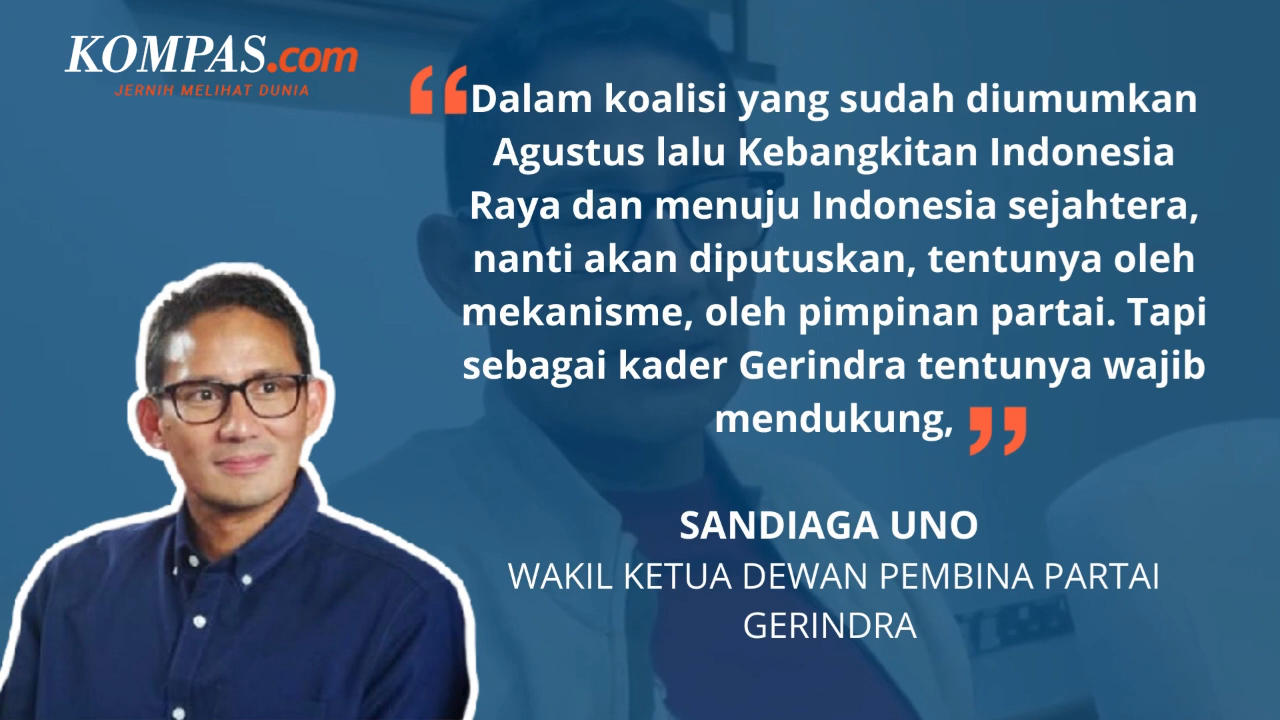 KOMPAS.com
JERNIH MELIHAT DUNIA
“Dalam koalisi yang sudah diumumkan
Agustus lalu Kebangkitan Indonesia
Raya dan menuju Indonesia sejahtera,
nanti akan diputuskan, tentunya oleh
mekanisme, oleh pimpinan partai. Tapi
sebagai kader Gerindra tentunya wajib
mendukung, ”
SANDIAGA UNO
WAKIL KETUA DEWAN PEMBINA PARTAI
GERINDRA